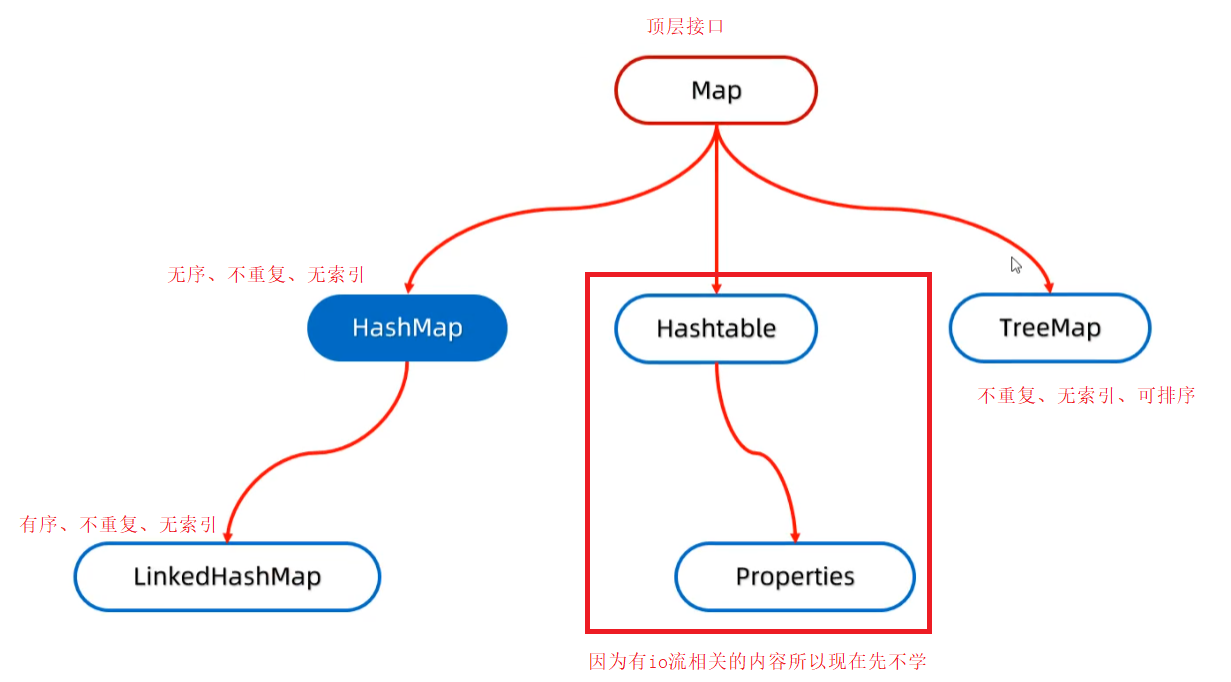 顶层接口
Map
无序、不重复、无索引
HashMap
Hashtable
TreeMap
不重复、无索引、可排序
有序、不重复、无索引
LinkedHashMap
Properties
因为有io流相关的内容所以现在先不学